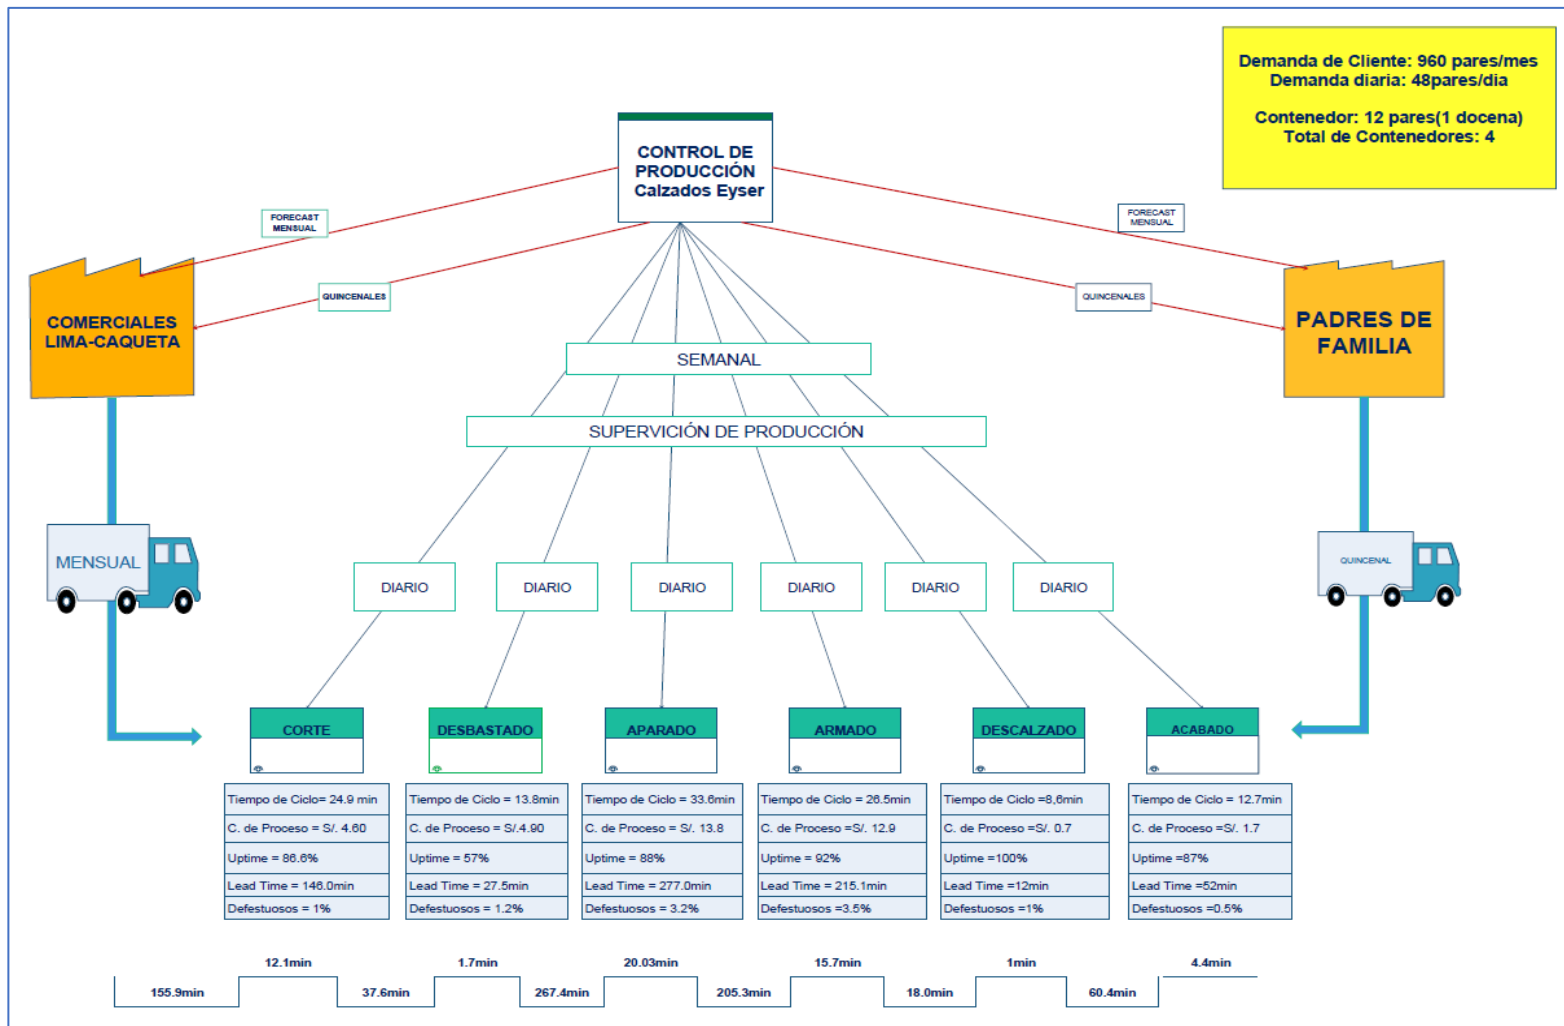 Demanda de Cliente: 960 pares/mes
Demanda diaria: 48pares/dia
Contenedor: 12 pares(1 docena)
Total de Contenedores: 4
CONTROL DE
PRODUCCIÓN
Calzados Eyser
FORECAST
MENSUAL
FORECAST
MENSUAL
QUINCENALES
QUINCENALES
COMERCIALES
LIMA-CAQUETA
PADRES DE
FAMILIA
SEMANAL
SUPERVICIÓN DE PRODUCCIÓN
MENSUAL
QUINCENAL
DIARIO
DIARIO
DIARIO
DIARIO
DIARIO
DIARIO
CORTE
Tiempo de Ciclo= 24.9 min
C. de Proceso = S/. 4.60
Uptime = 86.6%
Lead Time = 146.0min
Defestuosos = 1%
DESBASTADO
Tiempo de Ciclo = 13.8min
C. de Proceso = S/.4.90
Uptime = 57%
Lead Time = 27.5min
Defestuosos = 1.2%
APARADO
Tiempo de Ciclo = 33.6min
C. de Proceso = S/. 13.8
Uptime = 88%
Lead Time = 277.0min
Defestuosos = 3.2%
ARMADO
Tiempo de Ciclo = 26.5min
C. de Proceso =S/. 12.9
Uptime = 92%
Lead Time = 215.1min
Defestuosos =3.5%
DESCALZADO
Tiempo de Ciclo =8,6min
C. de Proceso =S/. 0.7
Uptime =100%
Lead Time =12min
Defestuosos =1%
ACABADO
Tiempo de Ciclo = 12.7min
C. de Proceso =S/. 1.7
Uptime =87%
Lead Time =52min
Defestuosos =0.5%
12.1min
1.7min
20.03min
15.7min
1min
4.4min
155.9min
37.6min
267.4min
205.3min
18.0min
60.4min